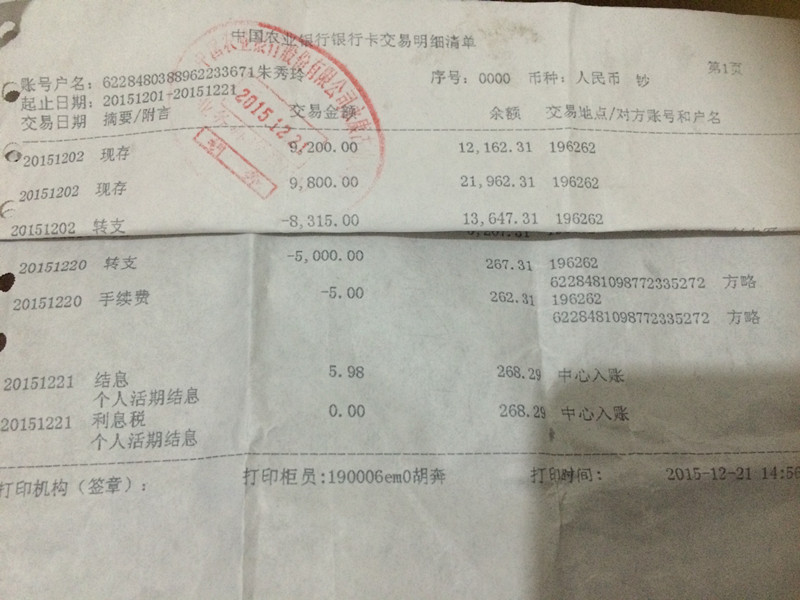 中国农业银行银行卡交易明细清单
第1页
账号户名：6228480388962233671朱秀玲 序号：0000 币种：人民币 钞
起止日期：20151201-20151221
交易日期 摘要/附言 交易金额 余额 交易地点/对方账号和户名
2015.12.21
20151202 现存 9,200.00 12,162.31 196262
20151202 现存 9,800.00 21,962.31 196262
20151202 转支 -8,315.00 13,647.31 196262
20151220 转支 -5,000.00 267.31 196262
6228481098772335272 方略
20151220 手续费 -5.00 262.31 196262
6228481098772335272 方略
20151221 结息 5.98 268.29 中心入账
个人活期结息
20151221 利息税 0.00 268.29 中心入账
个人活期结息
打印机构（签章）： 打印柜员:190006em0胡奔 打印时间： 2015-12-21 14:56